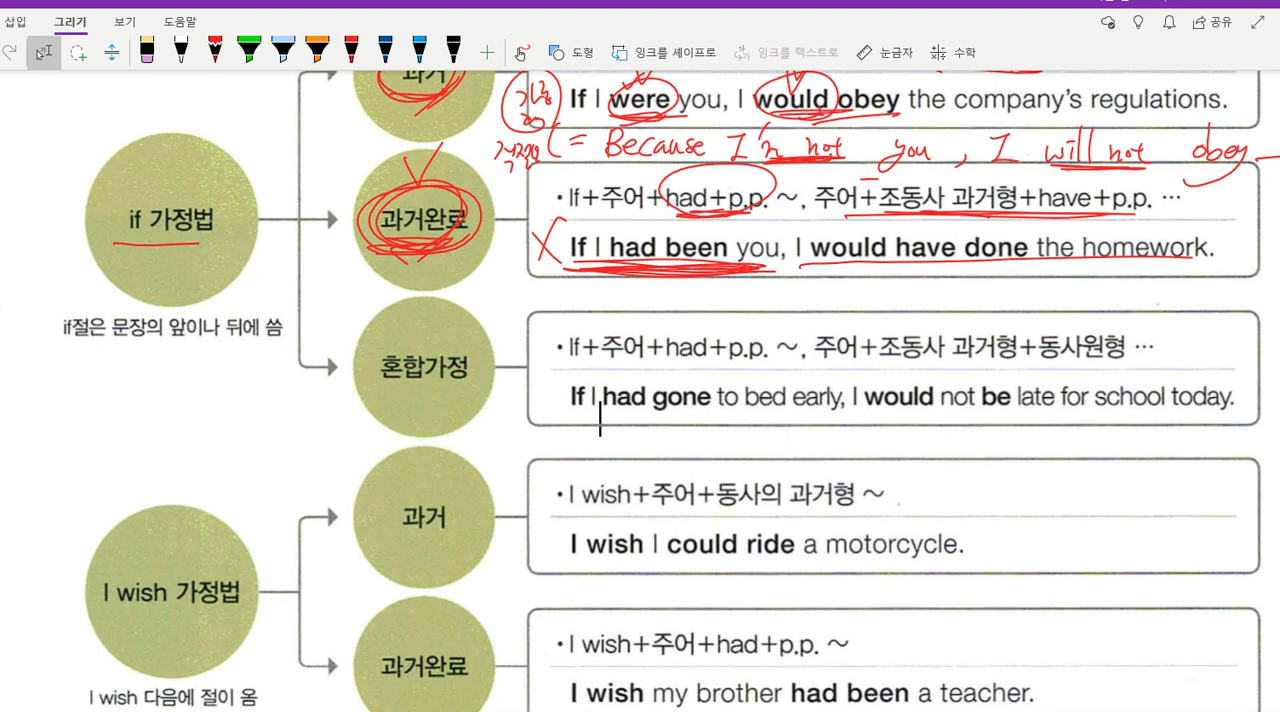 삽입 그리기 보기 도움말 공유
도형 잉크를 셰이프로 잉크를 텍스트로 눈금자 수학
과거
If I were you, I would obey the company's regulations.
(= Because I'm not you, I will not obey
if 가정법
if절은 문장의 앞이나 뒤에 씀
과거완료
·If+주어+had+p.p. ~, 주어+조동사 과거형+have+p.p. …
X If I had been you, I would have done the homework.
혼합가정
·If+주어+had+p.p. ~, 주어+조동사 과거형+동사원형 …
If I had gone to bed early, I would not be late for school today.
I wish 가정법
I wish 다음에 절이 옴
과거
·I wish+주어+동사의 과거형 ~
I wish I could ride a motorcycle.
과거완료
·I wish+주어+had+p.p. ~
I wish my brother had been a teacher.